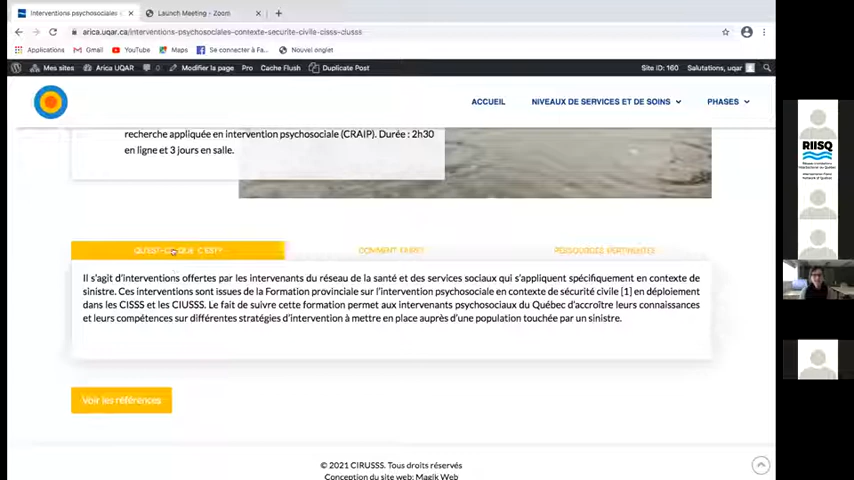 Interventions psychosociales
Launch Meeting - Zoom
arica.uqar.ca/interventions-psychosociales-contexte-securite-civile-cisss-ciusss
Applications
Gmail
YouTube
Maps
Se connecter à Fa...
Nouvel onglet
Mes sites
Arica UQAR
0
Modifier la page
Pro
Cache Flush
Duplicate Post
Site ID: 160
Salutations, uqar
ACCUEIL
NIVEAUX DE SERVICES ET DE SOINS
PHASES
recherche appliquée en intervention psychosociale (CRAIP). Durée : 2h30
en ligne et 3 jours en salle.
QU'EST-CE QUE C'EST?
COMMENT FAIRE?
RESSOURCES PERTINENTES
Il s'agit d'interventions offertes par les intervenants du réseau de la santé et des services sociaux qui s'appliquent spécifiquement en contexte de
sinistre. Ces interventions sont issues de la Formation provinciale sur l'intervention psychosociale en contexte de sécurité civile [1] en déploiement
dans les CISSS et les CIUSSS. Le fait de suivre cette formation permet aux intervenants psychosociaux du Québec d'accroître leurs connaissances
et leurs compétences sur différentes stratégies d'intervention à mettre en place auprès d'une population touchée par un sinistre.
Voir les références
© 2021 CIRUSSS. Tous droits réservés
Conception du site web: Magik Web
RIISQ